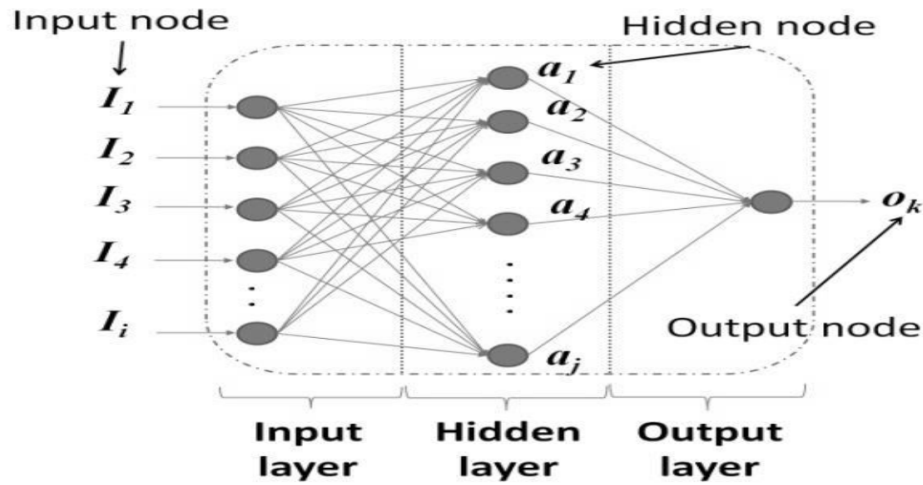 Input node
Hidden node
I₁
I₂
I₃
I₄
Iᵢ
a₁
a₂
a₃
a₄
aⱼ
oₖ
Output node
Input
layer
Hidden
layer
Output
layer